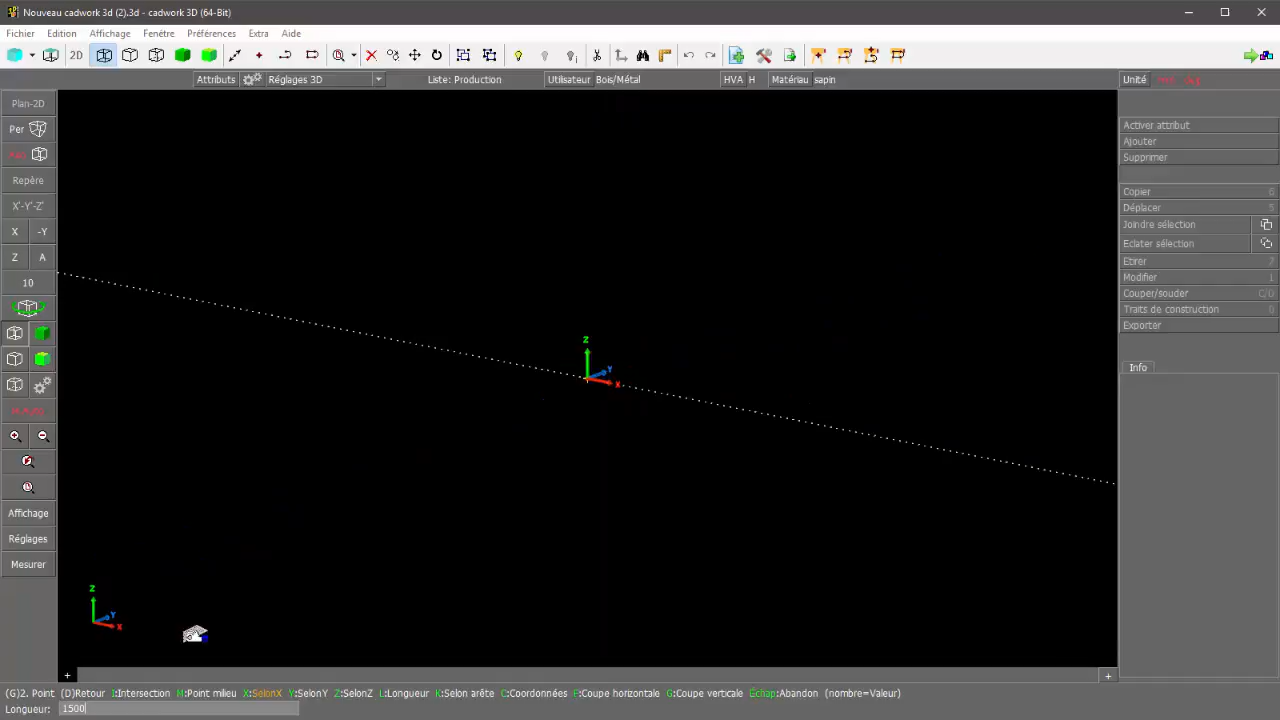 Nouveau cadwork 3d (2).3d - cadwork 3D (64-Bit)
Fichier Edition Affichage Fenêtre Préférences Extra Aide
2D
Attributs Réglages 3D Liste: Production Utilisateur Bois/Métal HVA H Matériau sapin Unité
Plan-2D
Per
Repère
X'-Y'-Z'
X -Y
Z A
10
Affichage
Réglages
Mesurer
Activer attribut
Ajouter
Supprimer
Copier 6
Déplacer 5
Joindre sélection
Eclater sélection
Etirer 7
Modifier 1
Couper/souder C/O
Traits de construction
Exporter
Info
Z
Y
X
Z
Y
X
+ +
(G)2. Point (D)Retour I:Intersection M:Point milieu X:SelonX Y:SelonY Z:SelonZ L:Longueur K:Selon arête C:Coordonnées F:Coupe horizontale G:Coupe verticale Échap:Abandon (nombre=Valeur)
Longueur: 1500